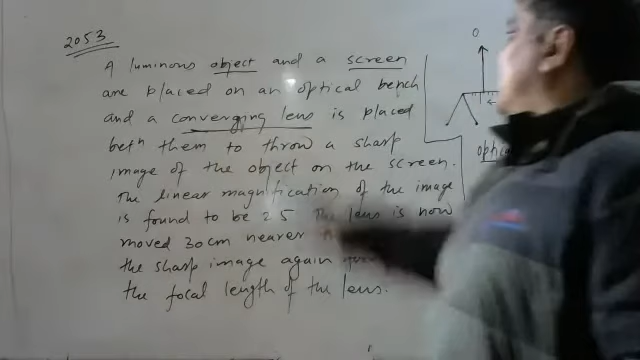 2053
A luminous object and a screen
are placed on an optical bench
and a converging lens is placed
betn them to throw a sharp
image of the object on the screen.
The linear magnification of the image
is found to be 2.5 The lens is now
moved 30cm nearer
the sharp image again
the focal length of the lens.
O